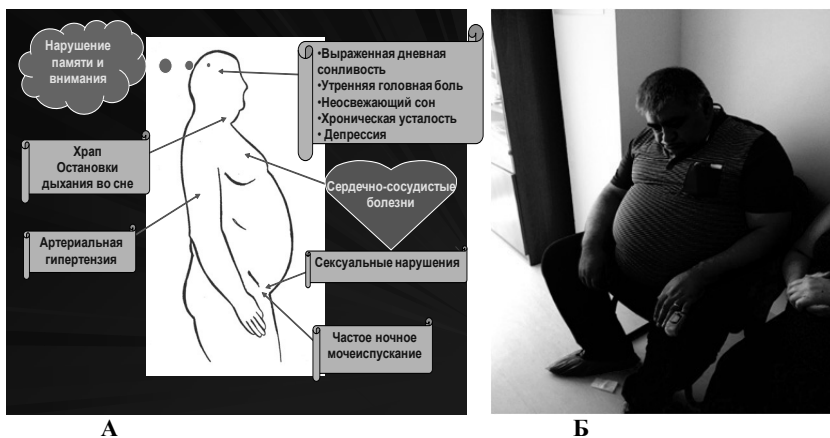 Нарушение
памяти и
внимания
•Выраженная дневная
сонливость
•Утренняя головная боль
•Неосвежающий сон
•Хроническая усталость
• Депрессия
Храп
Остановки
дыхания во сне
Сердечно-сосудистые
болезни
Артериальная
гипертензия
Сексуальные нарушения
Частое ночное
мочеиспускание
А
Б